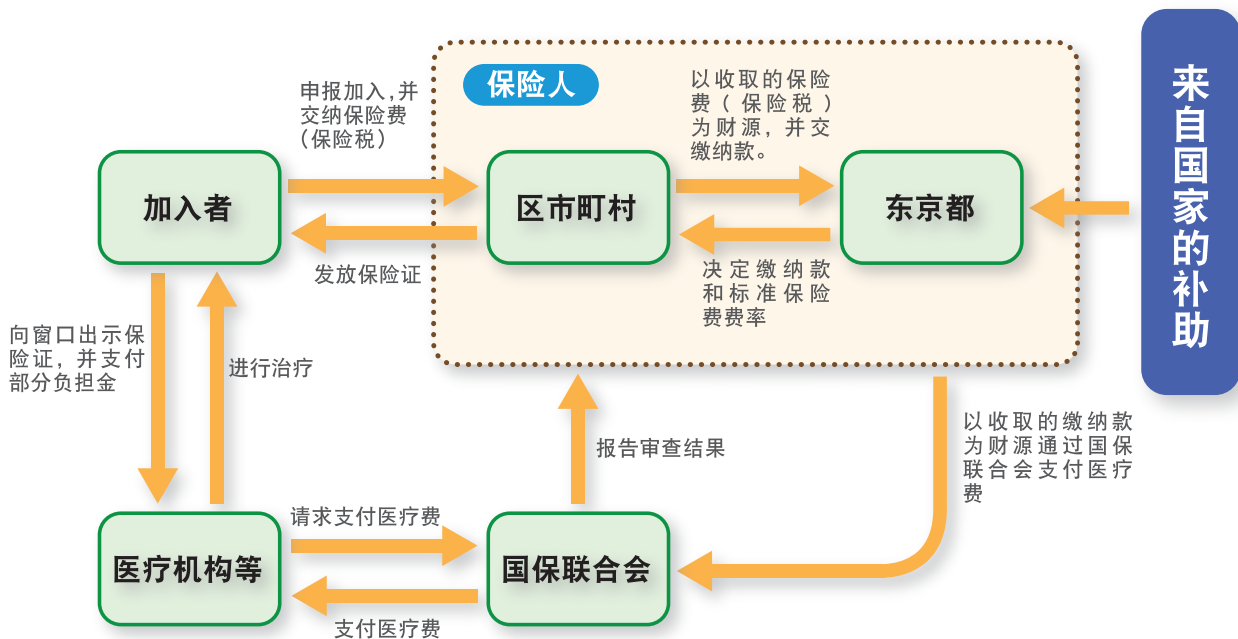 保险人
申报加入,并
交纳保险费
(保险税)
以收取的保险
费(保险税)
为财源，并交
缴纳款。
加入者
区市町村
东京都
来自国家的补助
发放保险证
决定缴纳款
和标准保险
费费率
向窗口出示保
险证，并支付
部分负担金
进行治疗
报告审查结果
以收取的缴纳款
为财源通过国保
联合会支付医疗
费
请求支付医疗费
医疗机构等
国保联合会
支付医疗费